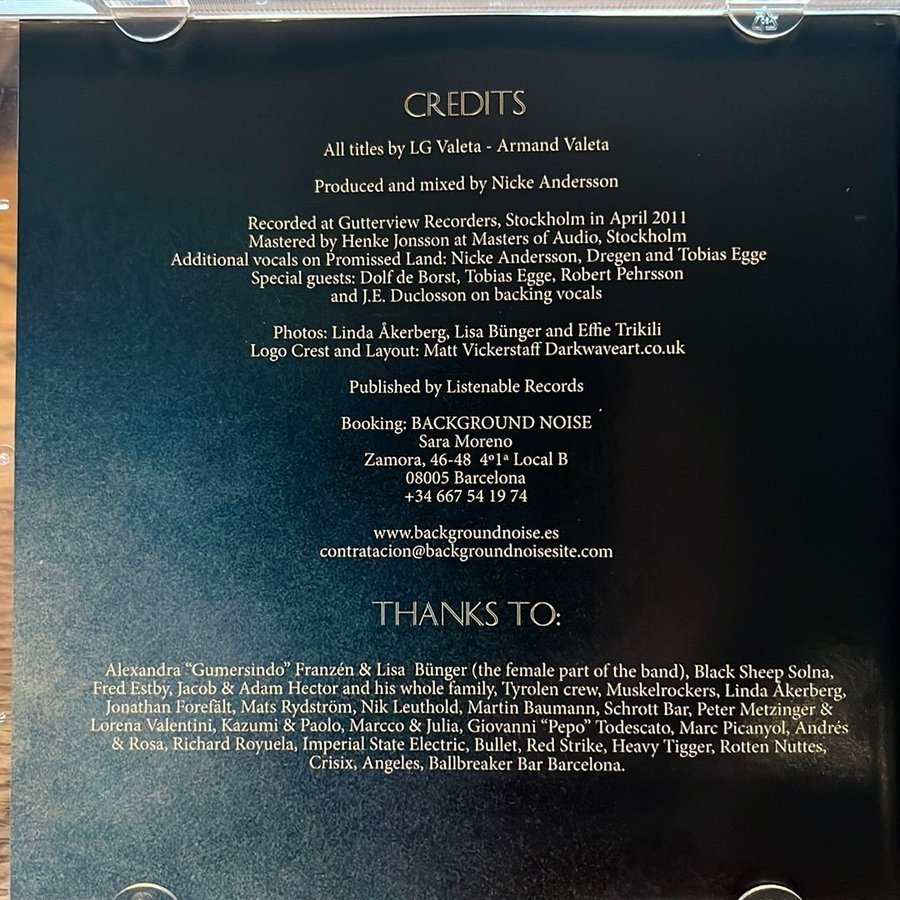 CREDITS
All titles by LG Valeta - Armand Valeta
Produced and mixed by Nicke Andersson
Recorded at Gutterview Recorders, Stockholm in April 2011
Mastered by Henke Jonsson at Masters of Audio, Stockholm
Additional vocals on Promissed Land: Nicke Andersson, Dregen and Tobias Egge
Special guests: Dolf de Borst, Tobias Egge, Robert Pehrsson
and J.E. Duclosson on backing vocals
Photos: Linda Åkerberg, Lisa Bünger and Effie Trikili
Logo Crest and Layout: Matt Vickerstaff Darkwaveart.co.uk
Published by Listenable Records
Booking: BACKGROUND NOISE
Sara Moreno
Zamora, 46-48 4º1ª Local B
08005 Barcelona
+34 667 54 19 74
www.backgroundnoise.es
contratacion@backgroundnoisesite.com
THANKS TO:
Alexandra “Gumersindo” Franzén & Lisa Bünger (the female part of the band), Black Sheep Solna,
Fred Estby, Jacob & Adam Hector and his whole family, Tyrolen crew, Muskelrockers, Linda Åkerberg,
Jonathan Forefält, Mats Rydström, Nik Leuthold, Martin Baumann, Schrott Bar, Peter Metzinger &
Lorena Valentini, Kazumi & Paolo, Marcco & Julia, Giovanni “Pepo” Todescato, Marc Picanyol, Andrés
& Rosa, Richard Royuela, Imperial State Electric, Bullet, Red Strike, Heavy Tigger, Rotten Nuttes,
Crisix, Angeles, Ballbreaker Bar Barcelona.